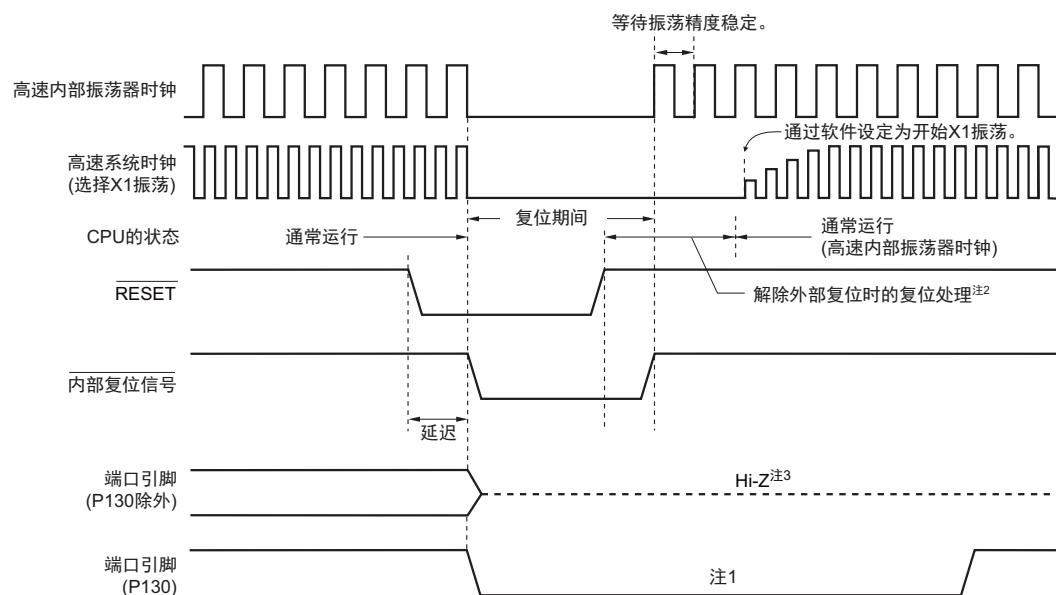 等待振荡精度稳定。
高速内部振荡器时钟
通过软件设定为开始X1振荡。
高速系统时钟
(选择X1振荡)
复位期间
CPU的状态
通常运行
通常运行
(高速内部振荡器时钟)
RESET
解除外部复位时的复位处理注2
内部复位信号
延迟
端口引脚
(P130除外)
Hi-Z注3
端口引脚
(P130)
注1